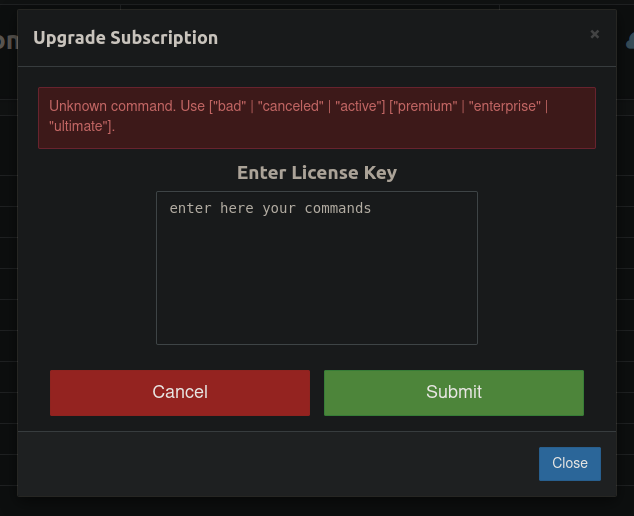 on
Upgrade Subscription
×
Unknown command. Use ["bad" | "canceled" | "active"] ["premium" | "enterprise" |
"ultimate"].
Enter License Key
enter here your commands
Cancel
Submit
Close